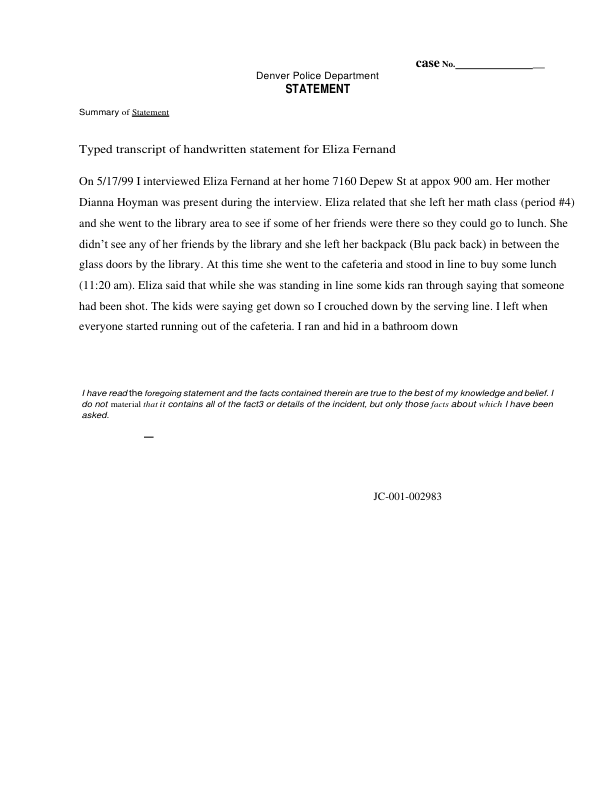 case No.________________
Denver Police Department
STATEMENT
Summary of Statement
Typed transcript of handwritten statement for Eliza Fernand
On 5/17/99 I interviewed Eliza Fernand at her home 7160 Depew St at appox 900 am. Her mother
Dianna Hoyman was present during the interview. Eliza related that she left her math class (period #4)
and she went to the library area to see if some of her friends were there so they could go to lunch. She
didn't see any of her friends by the library and she left her backpack (Blu pack back) in between the
glass doors by the library. At this time she went to the cafeteria and stood in line to buy some lunch
(11:20 am). Eliza said that while she was standing in line some kids ran through saying that someone
had been shot. The kids were saying get down so I crouched down by the serving line. I left when
everyone started running out of the cafeteria. I ran and hid in a bathroom down
I have read the foregoing statement and the facts contained therein are true to the best of my knowledge and belief. I
do not material that it contains all of the fact3 or details of the incident, but only those facts about which I have been
asked.
JC-001-002983